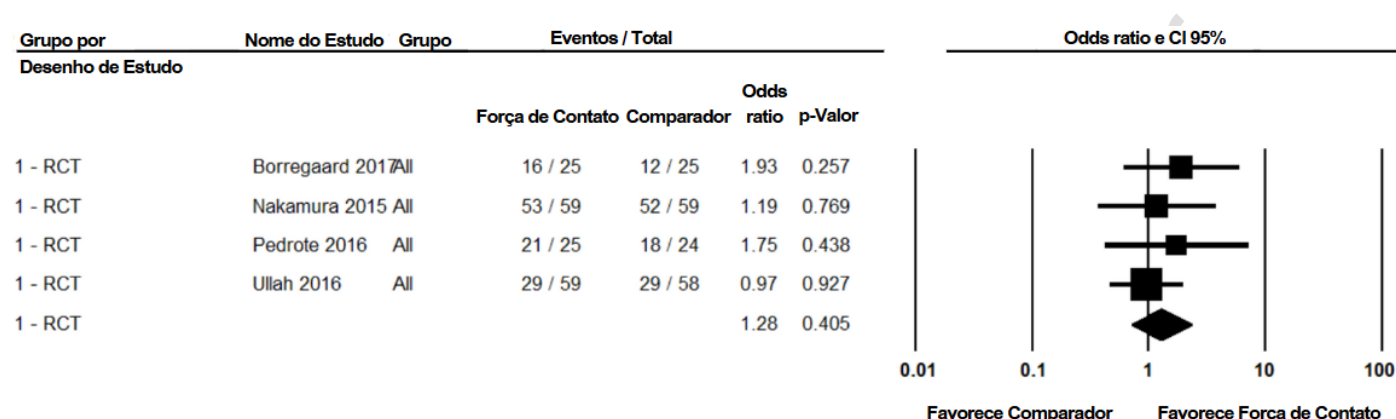 Grupo por Nome do Estudo Grupo Eventos / Total Odds ratio e CI 95%
Desenho de Estudo
Odds
Força de Contato Comparador ratio p-Valor
1 - RCT Borregaard 2017 All 16 / 25 12 / 25 1.93 0.257
1 - RCT Nakamura 2015 All 53 / 59 52 / 59 1.19 0.769
1 - RCT Pedrote 2016 All 21 / 25 18 / 24 1.75 0.438
1 - RCT Ullah 2016 All 29 / 59 29 / 58 0.97 0.927
1 - RCT 1.28 0.405
0.01 0.1 1 10 100
Favorece Comparador Favorece Força de Contato